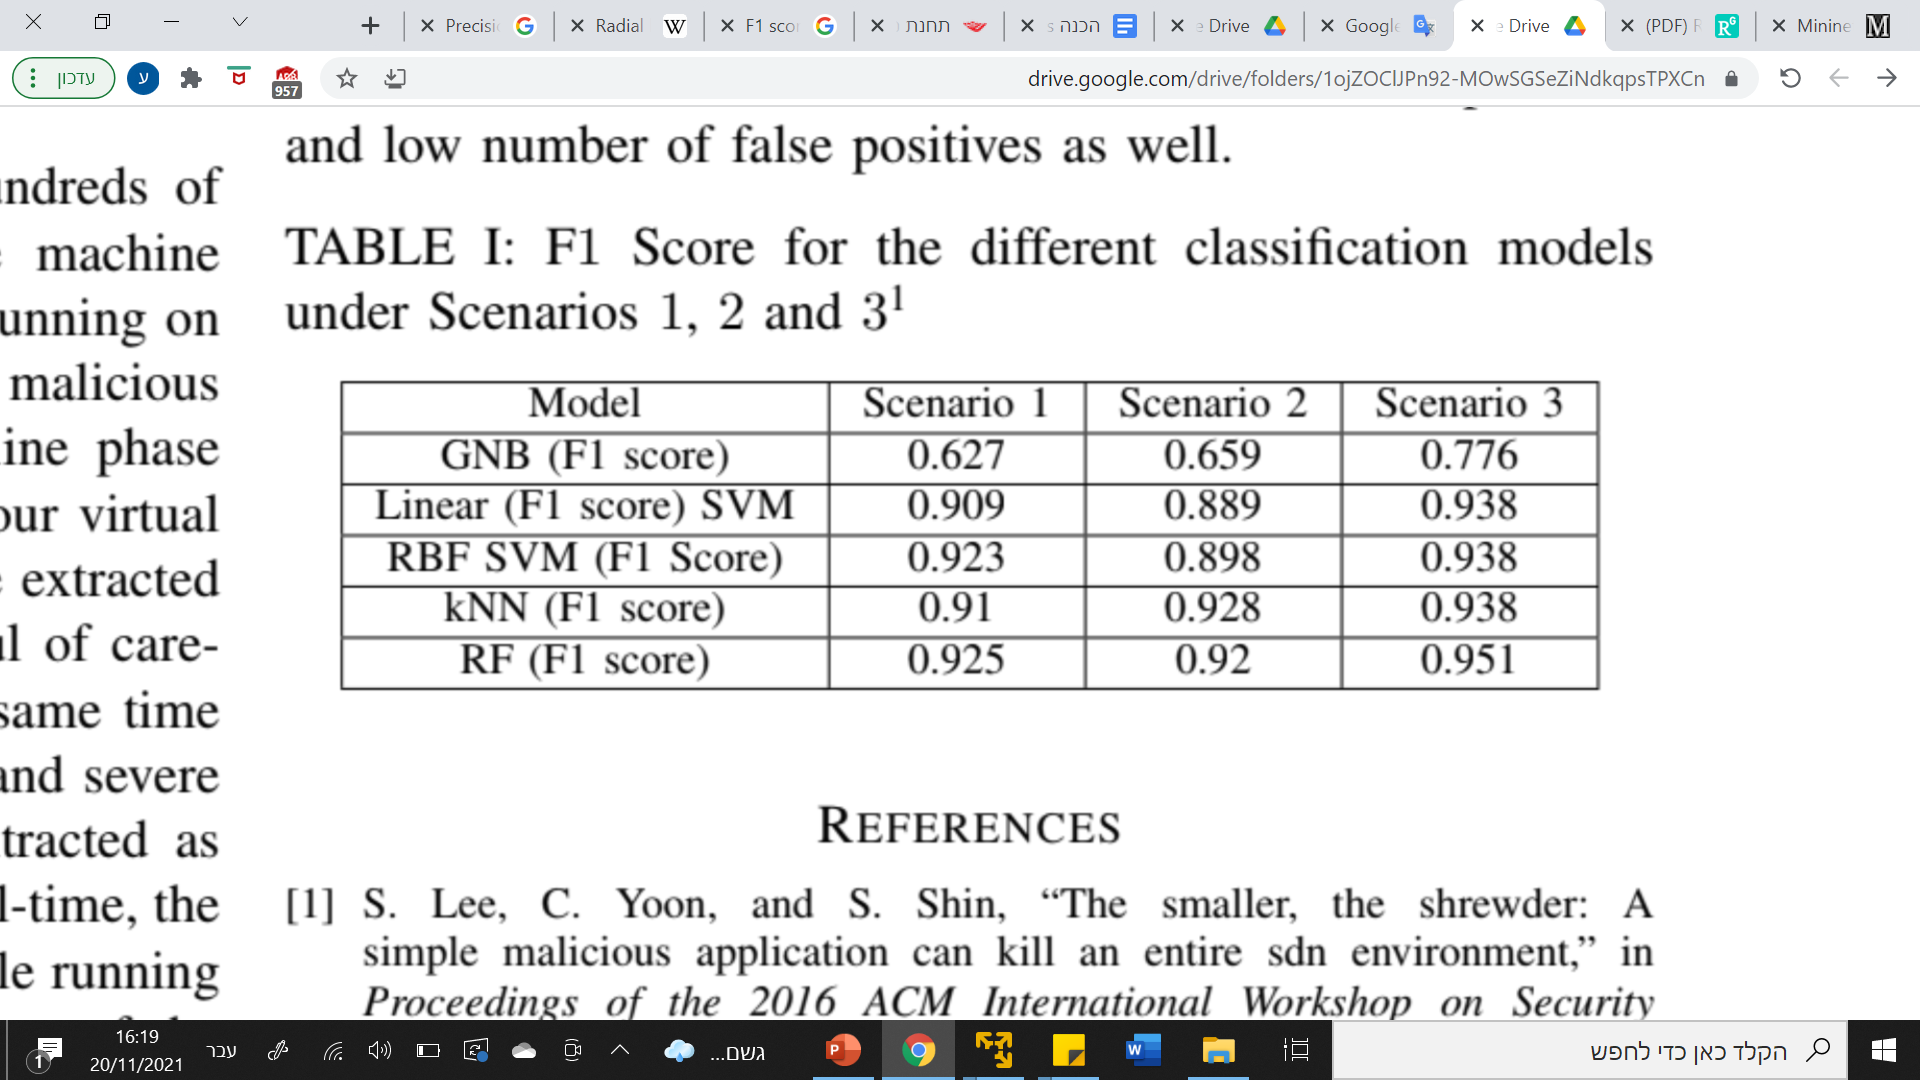 Precisi
Radial
F1 scor
תחנת
הכנה s
e Drive
Google
e Drive
(PDF) F
Minine
עדכון
ע
957
drive.google.com/drive/folders/1ojZOClJPn92-MOwSGSeZiNdkqpsTPXCn
undreds of
machine
unning on
malicious
ine phase
our virtual
extracted
ul of care-
same time
and severe
tracted as
l-time, the
le running
and low number of false positives as well.
TABLE I: F1 Score for the different classification models
under Scenarios 1, 2 and 3¹
Model Scenario 1 Scenario 2 Scenario 3
GNB (F1 score) 0.627 0.659 0.776
Linear (F1 score) SVM 0.909 0.889 0.938
RBF SVM (F1 Score) 0.923 0.898 0.938
kNN (F1 score) 0.91 0.928 0.938
RF (F1 score) 0.925 0.92 0.951
REFERENCES
[1] S. Lee, C. Yoon, and S. Shin, “The smaller, the shrewder: A
simple malicious application can kill an entire sdn environment,” in
Proceedings of the 2016 ACM International Workshop on Security
1
16:19
20/11/2021
עבר
גשם...
הקלד כאן כדי לחפש